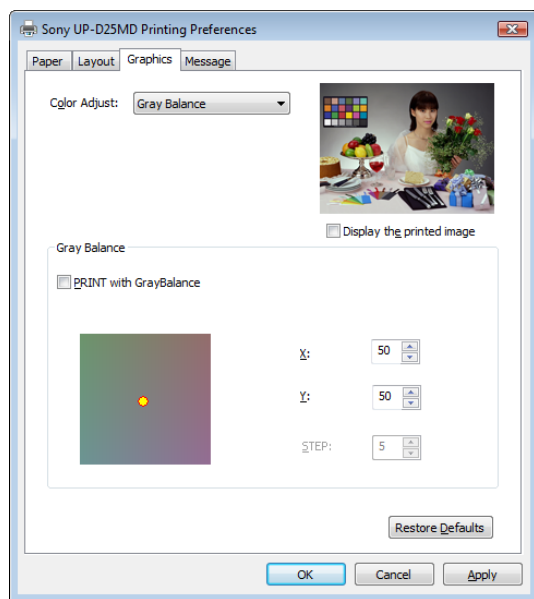 Sony UP-D25MD Printing Preferences
Paper Layout Graphics Message
Color Adjust: Gray Balance
Display the printed image
Gray Balance
PRINT with GrayBalance
X: 50
Y: 50
STEP: 5
Restore Defaults
OK Cancel Apply